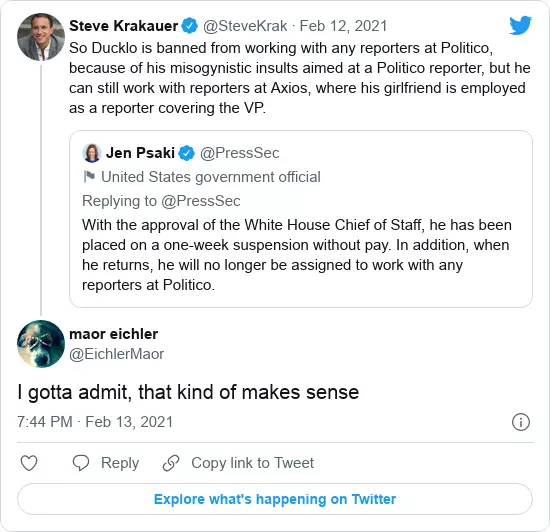 Steve Krakauer @SteveKrak · Feb 12, 2021
So Ducklo is banned from working with any reporters at Politico,
because of his misogynistic insults aimed at a Politico reporter, but he
can still work with reporters at Axios, where his girlfriend is employed
as a reporter covering the VP.
Jen Psaki @PressSec
United States government official
Replying to @PressSec
With the approval of the White House Chief of Staff, he has been
placed on a one-week suspension without pay. In addition, when
he returns, he will no longer be assigned to work with any
reporters at Politico.
maor eichler
@EichlerMaor
I gotta admit, that kind of makes sense
7:44 PM · Feb 13, 2021
Reply Copy link to Tweet
Explore what's happening on Twitter